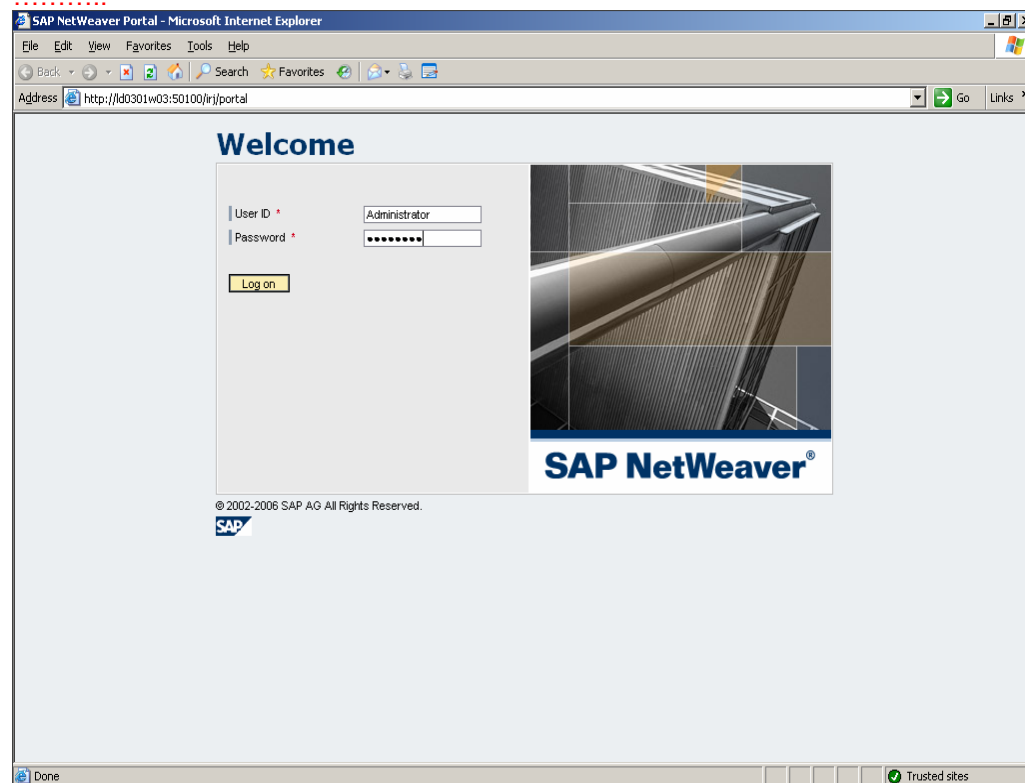 SAP NetWeaver Portal - Microsoft Internet Explorer
File Edit View Favorites Tools Help
Back Search Favorites
Address http://ld0301w03:50100/irj/portal Go Links
Welcome
User ID * Administrator
Password * ••••••••
Log on
SAP NetWeaver®
© 2002-2006 SAP AG All Rights Reserved.
SAP
Done Trusted sites